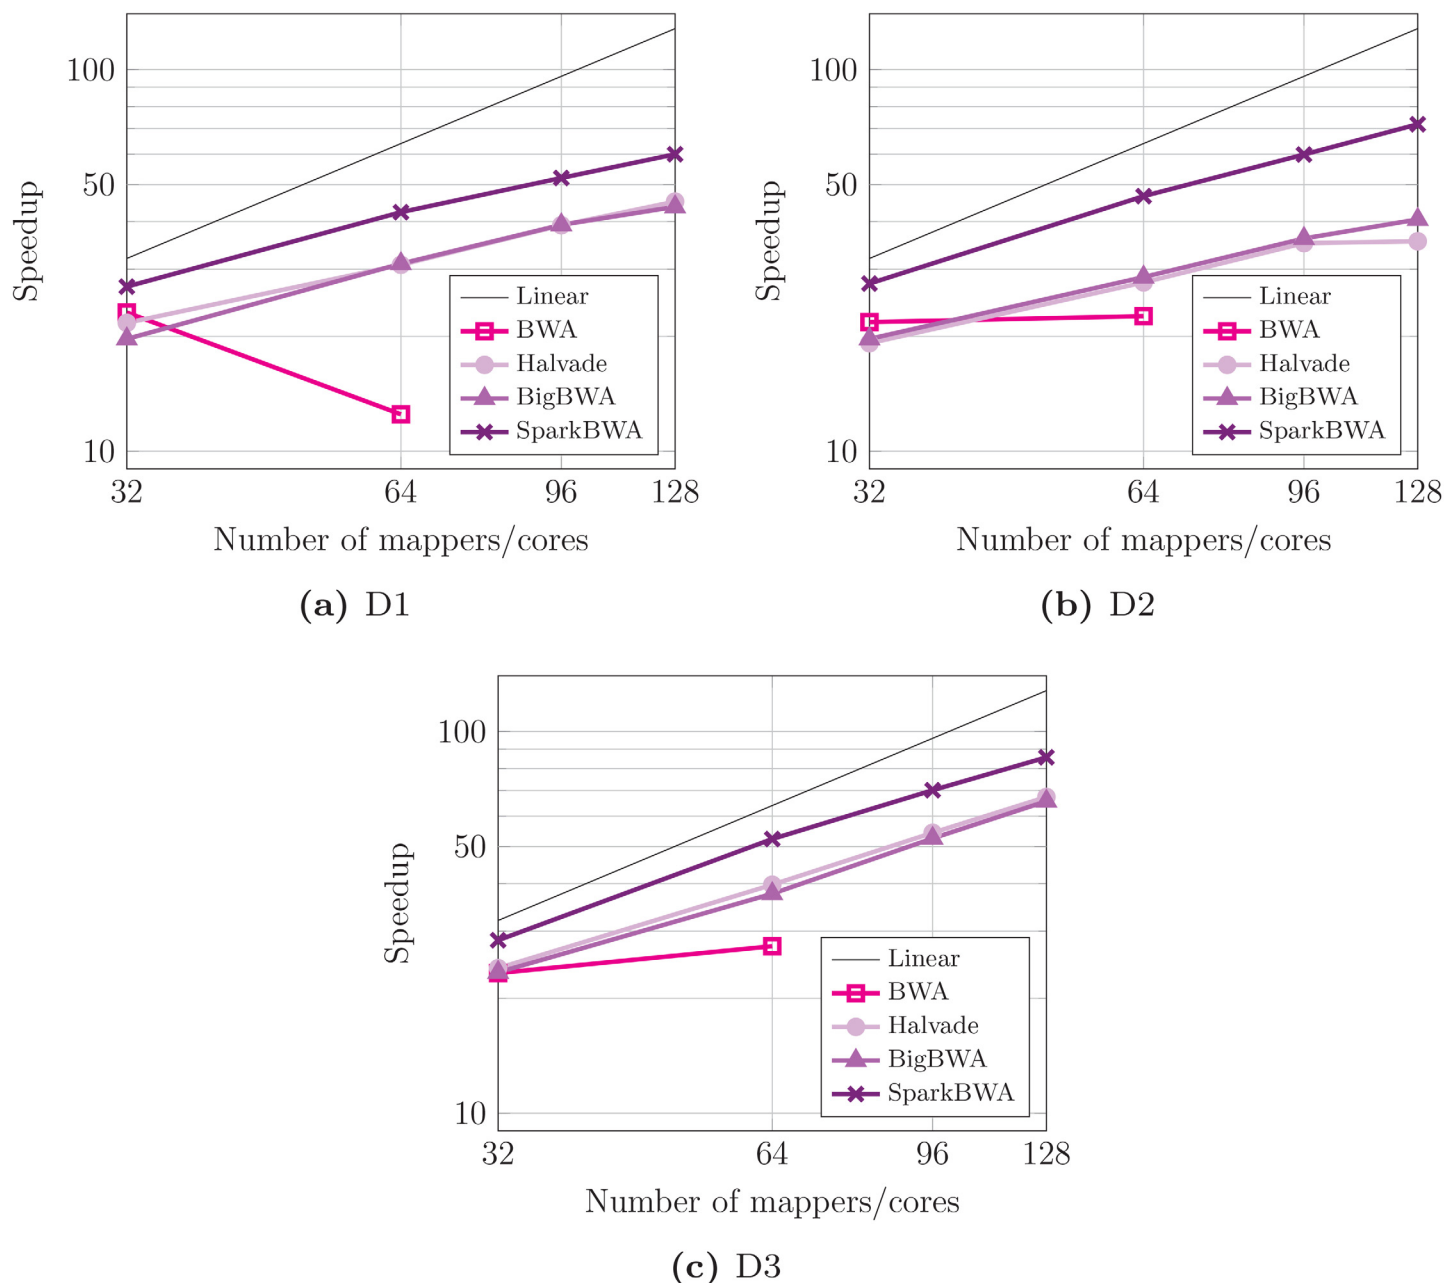 100
50
10
Speedup
32 64 96 128
Number of mappers/cores
Linear
BWA
Halvade
BigBWA
SparkBWA
(a) D1
100
50
10
Speedup
32 64 96 128
Number of mappers/cores
Linear
BWA
Halvade
BigBWA
SparkBWA
(b) D2
100
50
10
Speedup
32 64 96 128
Number of mappers/cores
Linear
BWA
Halvade
BigBWA
SparkBWA
(c) D3